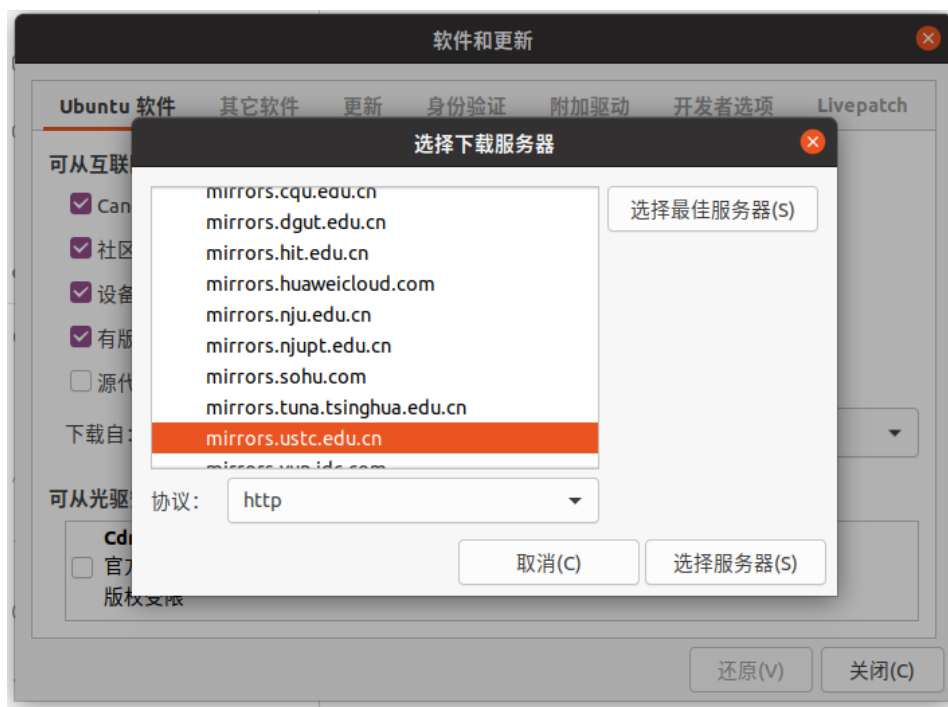 软件和更新
Ubuntu 软件 其它软件 更新 身份验证 附加驱动 开发者选项 Livepatch
选择下载服务器
可从互联
mirrors.cqu.edu.cn
选择最佳服务器(S)
Can
mirrors.dgut.edu.cn
社区
mirrors.hit.edu.cn
设备
mirrors.huaweicloud.com
mirrors.nju.edu.cn
有版
mirrors.njupt.edu.cn
源代
mirrors.sohu.com
mirrors.tuna.tsinghua.edu.cn
下载自:
mirrors.ustc.edu.cn
mirrors.yun-idc.com
可从光驱
协议: http
Cdr
官方
取消(C) 选择服务器(S)
版权受限
还原(V) 关闭(C)